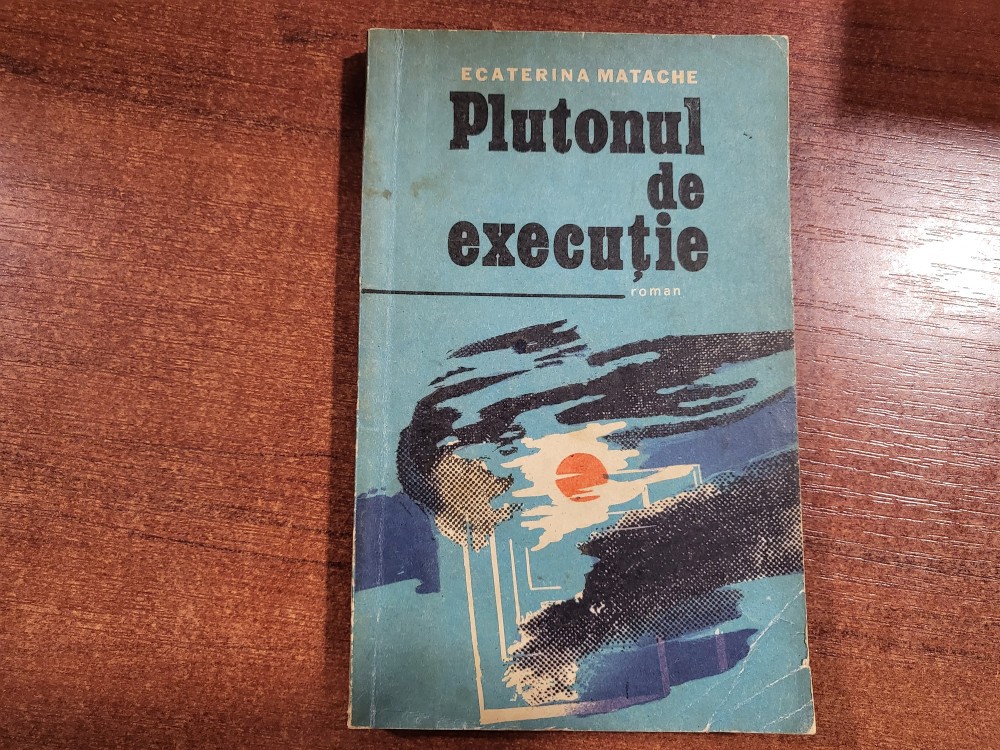 ECATERINA MATACHE
Plutonul
de
execuție
roman